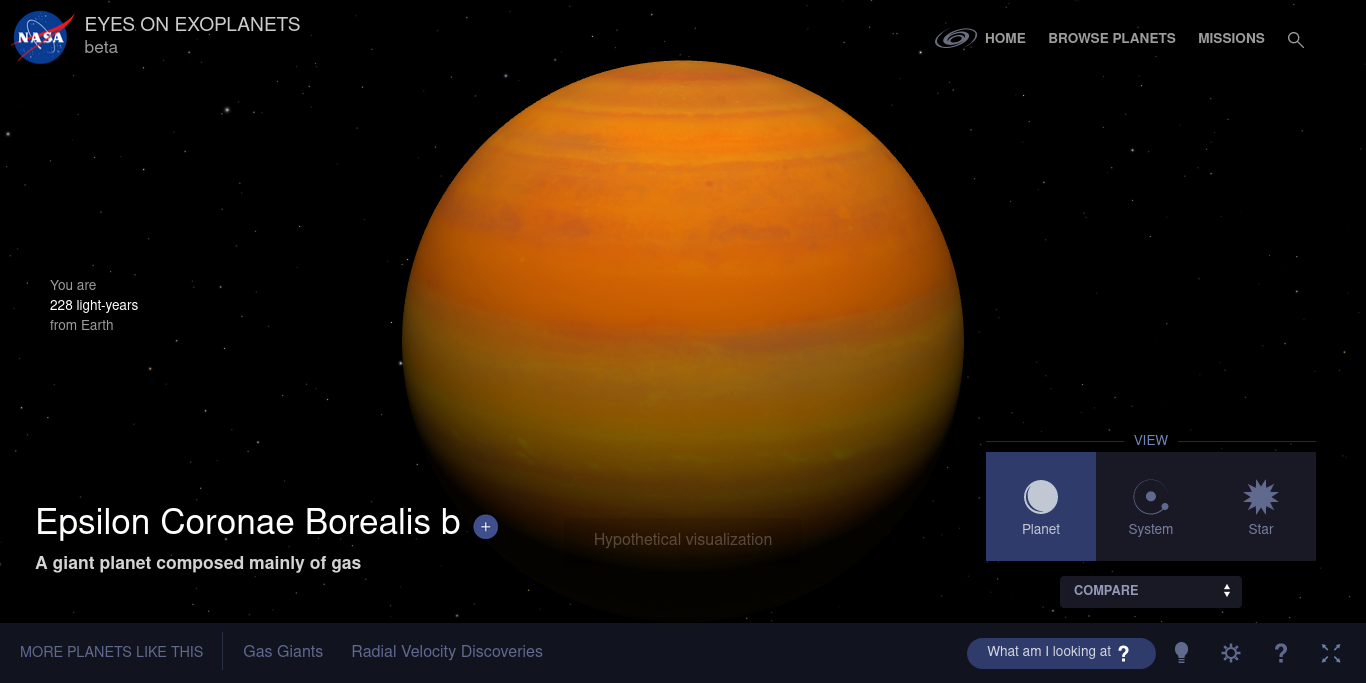 NASA
EYES ON EXOPLANETS
beta
HOME
BROWSE PLANETS
MISSIONS
You are
228 light-years
from Earth
VIEW
Planet
System
Star
Epsilon Coronae Borealis b +
A giant planet composed mainly of gas
Hypothetical visualization
COMPARE
MORE PLANETS LIKE THIS
Gas Giants
Radial Velocity Discoveries
What am I looking at ?
?